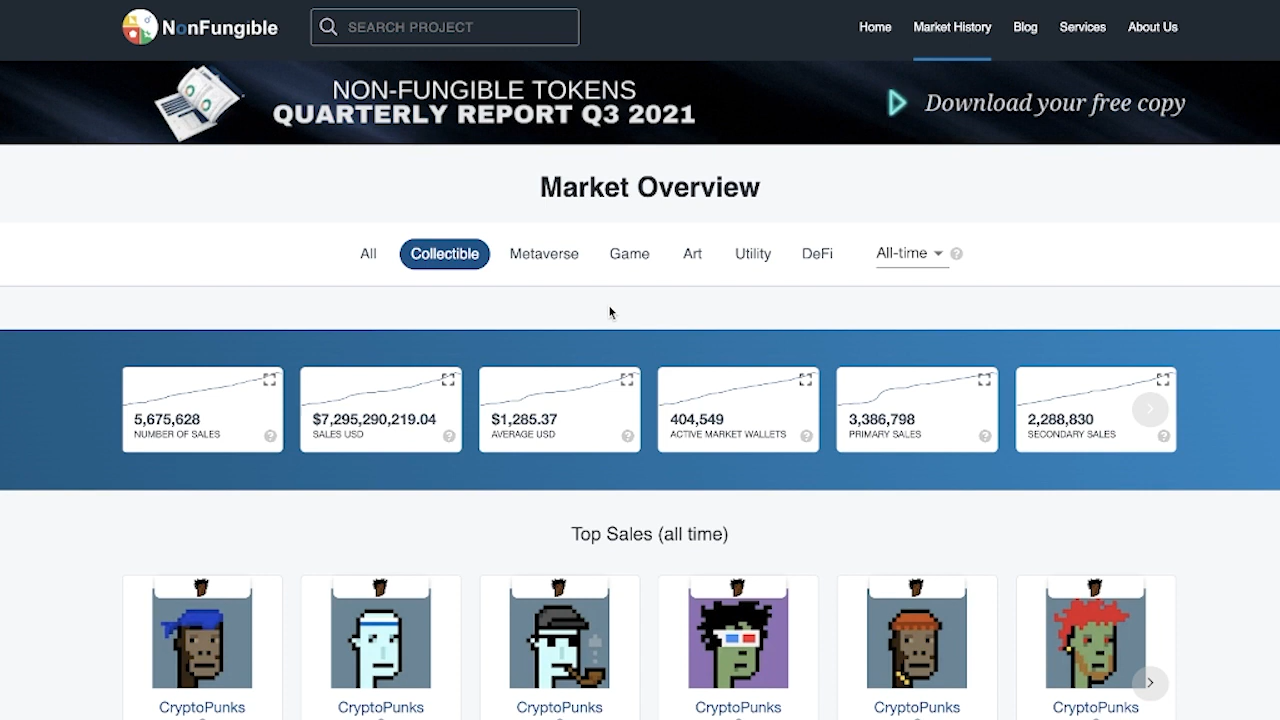 NonFungible
SEARCH PROJECT
Home
Market History
Blog
Services
About Us
NON-FUNGIBLE TOKENS
QUARTERLY REPORT Q3 2021
Download your free copy
Market Overview
All
Collectible
Metaverse
Game
Art
Utility
DeFi
All-time
?
5,675,628
NUMBER OF SALES
?
$7,295,290,219.04
SALES USD
?
$1,285.37
AVERAGE USD
?
404,549
ACTIVE MARKET WALLETS
?
3,386,798
PRIMARY SALES
?
2,288,830
SECONDARY SALES
?
Top Sales (all time)
CryptoPunks
CryptoPunks
CryptoPunks
CryptoPunks
CryptoPunks
CryptoPunks